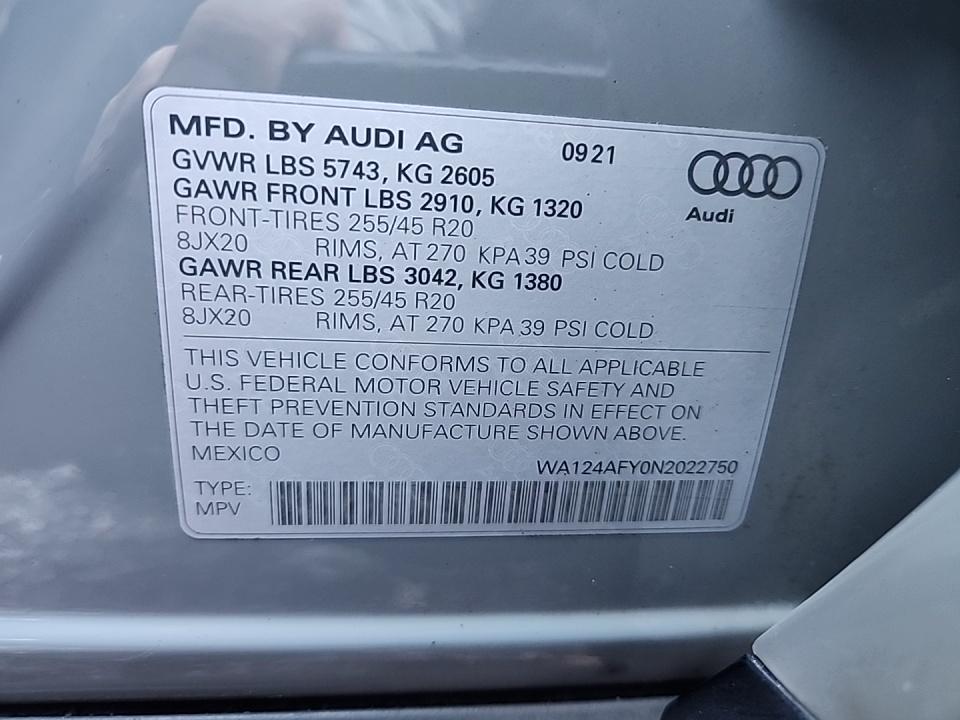 MFD. BY AUDI AG 09 21
GVWR LBS 5743, KG 2605
GAWR FRONT LBS 2910, KG 1320
Audi
FRONT-TIRES 255/45 R20
8JX20 RIMS, AT 270 KPA 39 PSI COLD
GAWR REAR LBS 3042, KG 1380
REAR-TIRES 255/45 R20
8JX20 RIMS, AT 270 KPA 39 PSI COLD
THIS VEHICLE CONFORMS TO ALL APPLICABLE
U.S. FEDERAL MOTOR VEHICLE SAFETY AND
THEFT PREVENTION STANDARDS IN EFFECT ON
THE DATE OF MANUFACTURE SHOWN ABOVE.
MEXICO
WA124AFY0N2022750
TYPE:
MPV